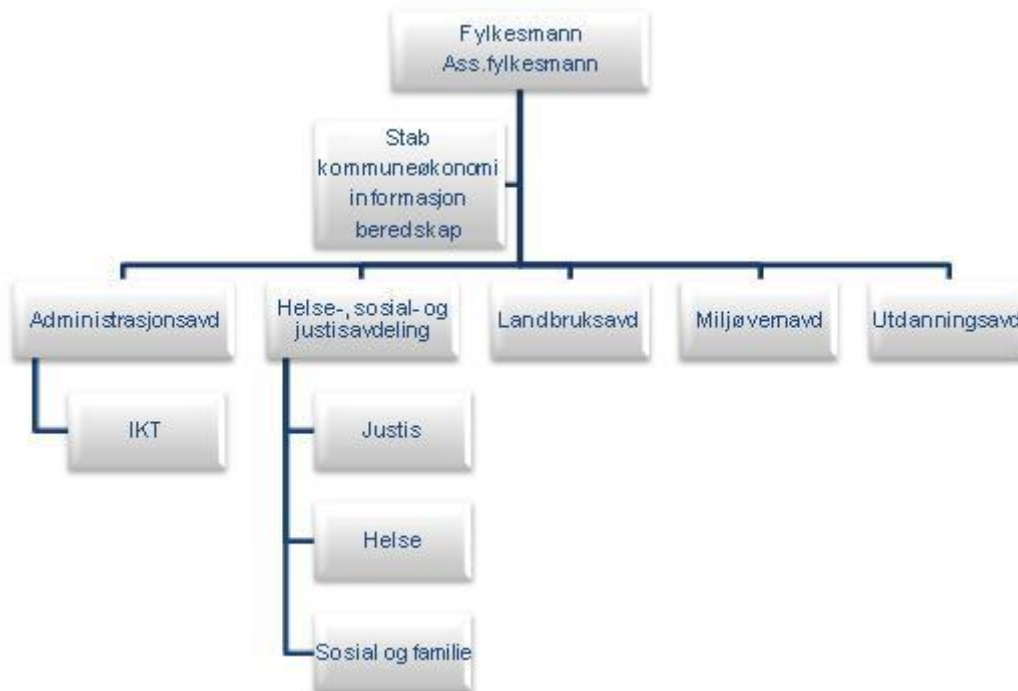 Fylkesmann
Ass.fylkesmann
Stab
kommuneøkonomi
informasjon
beredskap
Administrasjonsavd
Helse-, sosial- og
justisavdeling
Landbruksavd
Miljøvernavd
Utdanningsavd
IKT
Justis
Helse
Sosial og familie